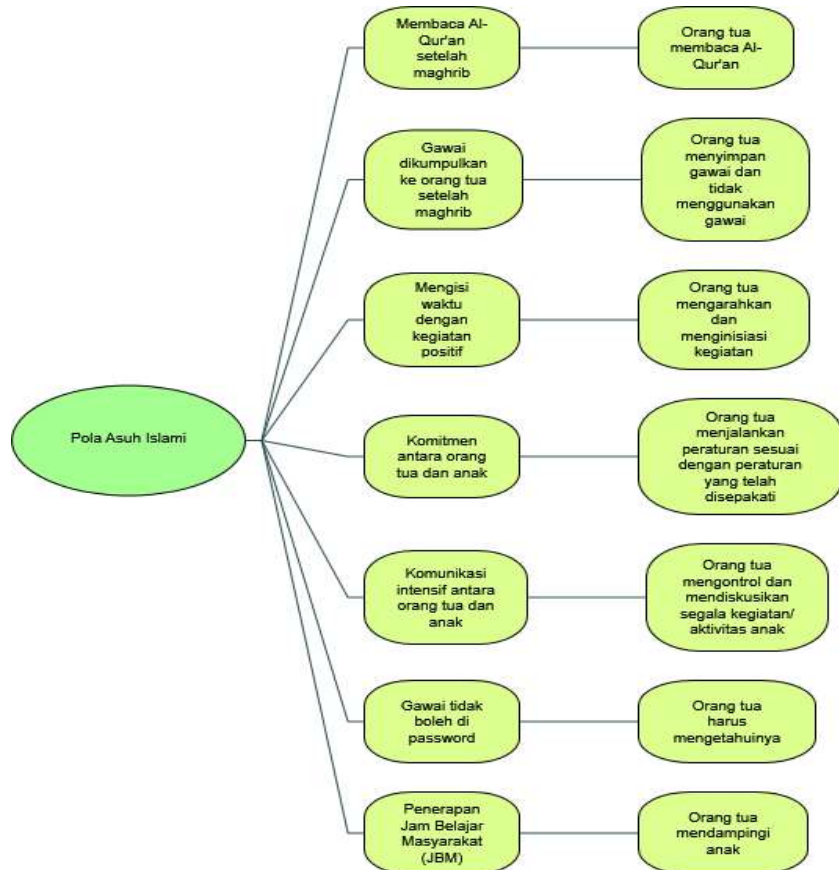 Membaca Al-
Qur'an
setelah
maghrib
Orang tua
membaca Al-
Qur'an
Gawai
dikumpulkan
ke orang tua
setelah
maghrib
Orang tua
menyimpan
gawai dan
tidak
menggunakan
gawai
Mengisi
waktu
dengan
kegiatan
positif
Orang tua
mengarahkan
dan
menginisiasi
kegiatan
Pola Asuh Islami
Komitmen
antara orang
tua dan anak
Orang tua
menjalankan
peraturan sesuai
dengan peraturan
yang telah
disepakati
Komunikasi
intensif antara
orang tua dan
anak
Orang tua
mengontrol dan
mendiskusikan
segala kegiatan/
aktivitas anak
Gawai tidak
boleh di
password
Orang tua
harus
mengetahuinya
Penerapan
Jam Belajar
Masyarakat
(JBM)
Orang tua
mendampingi
anak